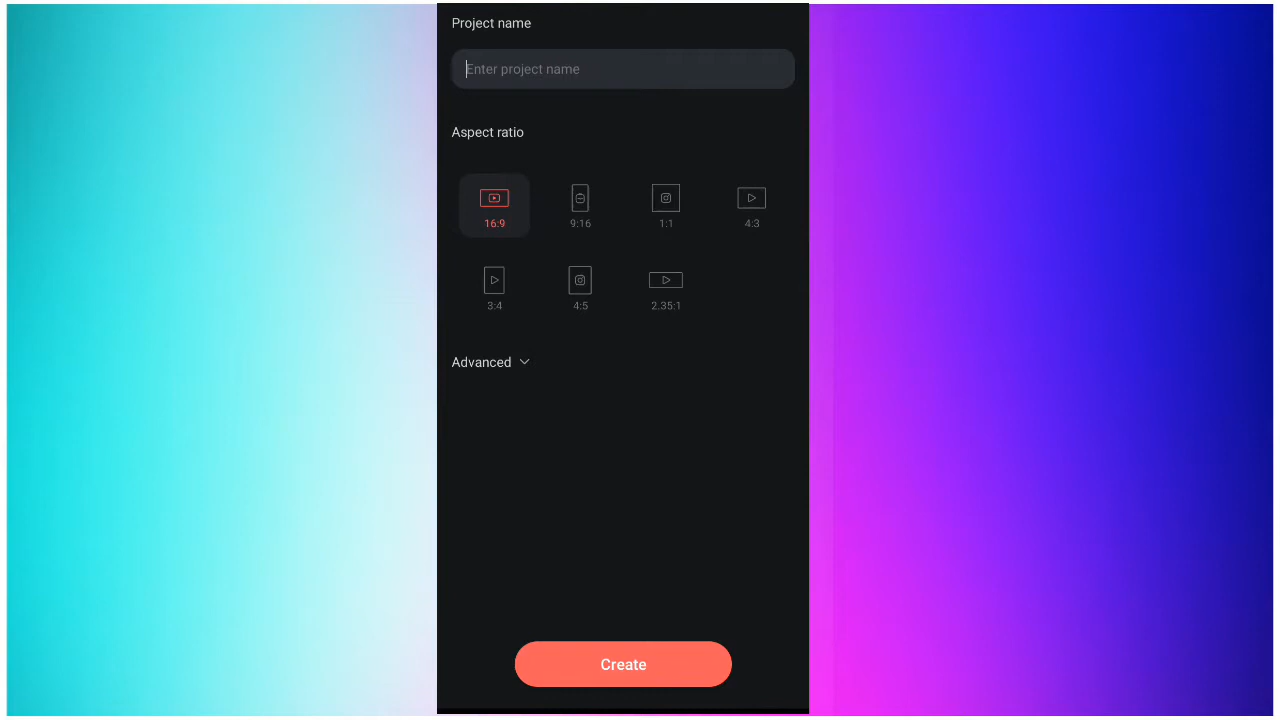 Project name
Enter project name
Aspect ratio
16:9 9:16 1:1 4:3
3:4 4:5 2.35:1
Advanced
Create